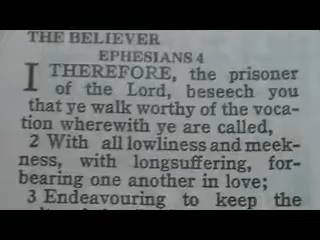 THE BELIEVER
EPHESIANS 4
I THEREFORE, the prisoner
of the Lord, beseech you
that ye walk worthy of the voca-
tion wherewith ye are called,
2 With all lowliness and meek-
ness, with longsuffering, for-
bearing one another in love;
3 Endeavouring to keep the